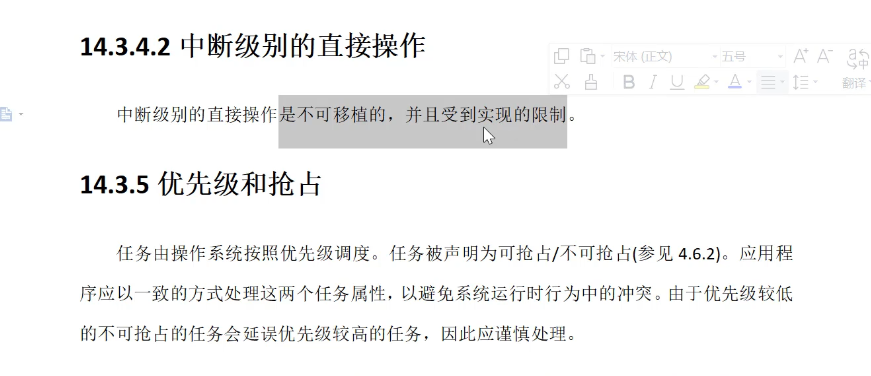 14.3.4.2 中断级别的直接操作
宋体 (正文) 五号 A+ A-
B I U A 翻译
中断级别的直接操作是不可移植的，并且受到实现的限制。
14.3.5 优先级和抢占
任务由操作系统按照优先级调度。任务被声明为可抢占/不可抢占(参见 4.6.2)。应用程
序应以一致的方式处理这两个任务属性，以避免系统运行时行为中的冲突。由于优先级较低
的不可抢占的任务会延误优先级较高的任务，因此应谨慎处理。